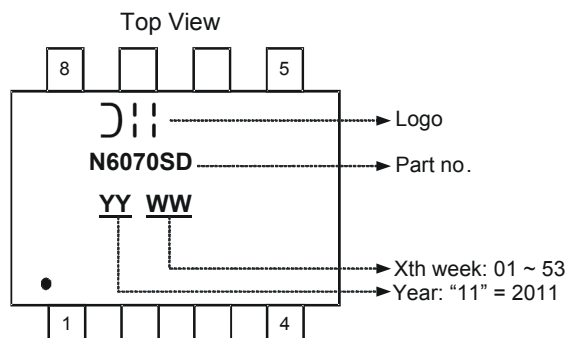 Top View
8 5
Logo
N6070SD Part no.
YY WW
Xth week: 01 ~ 53
Year: “11” = 2011
1 4